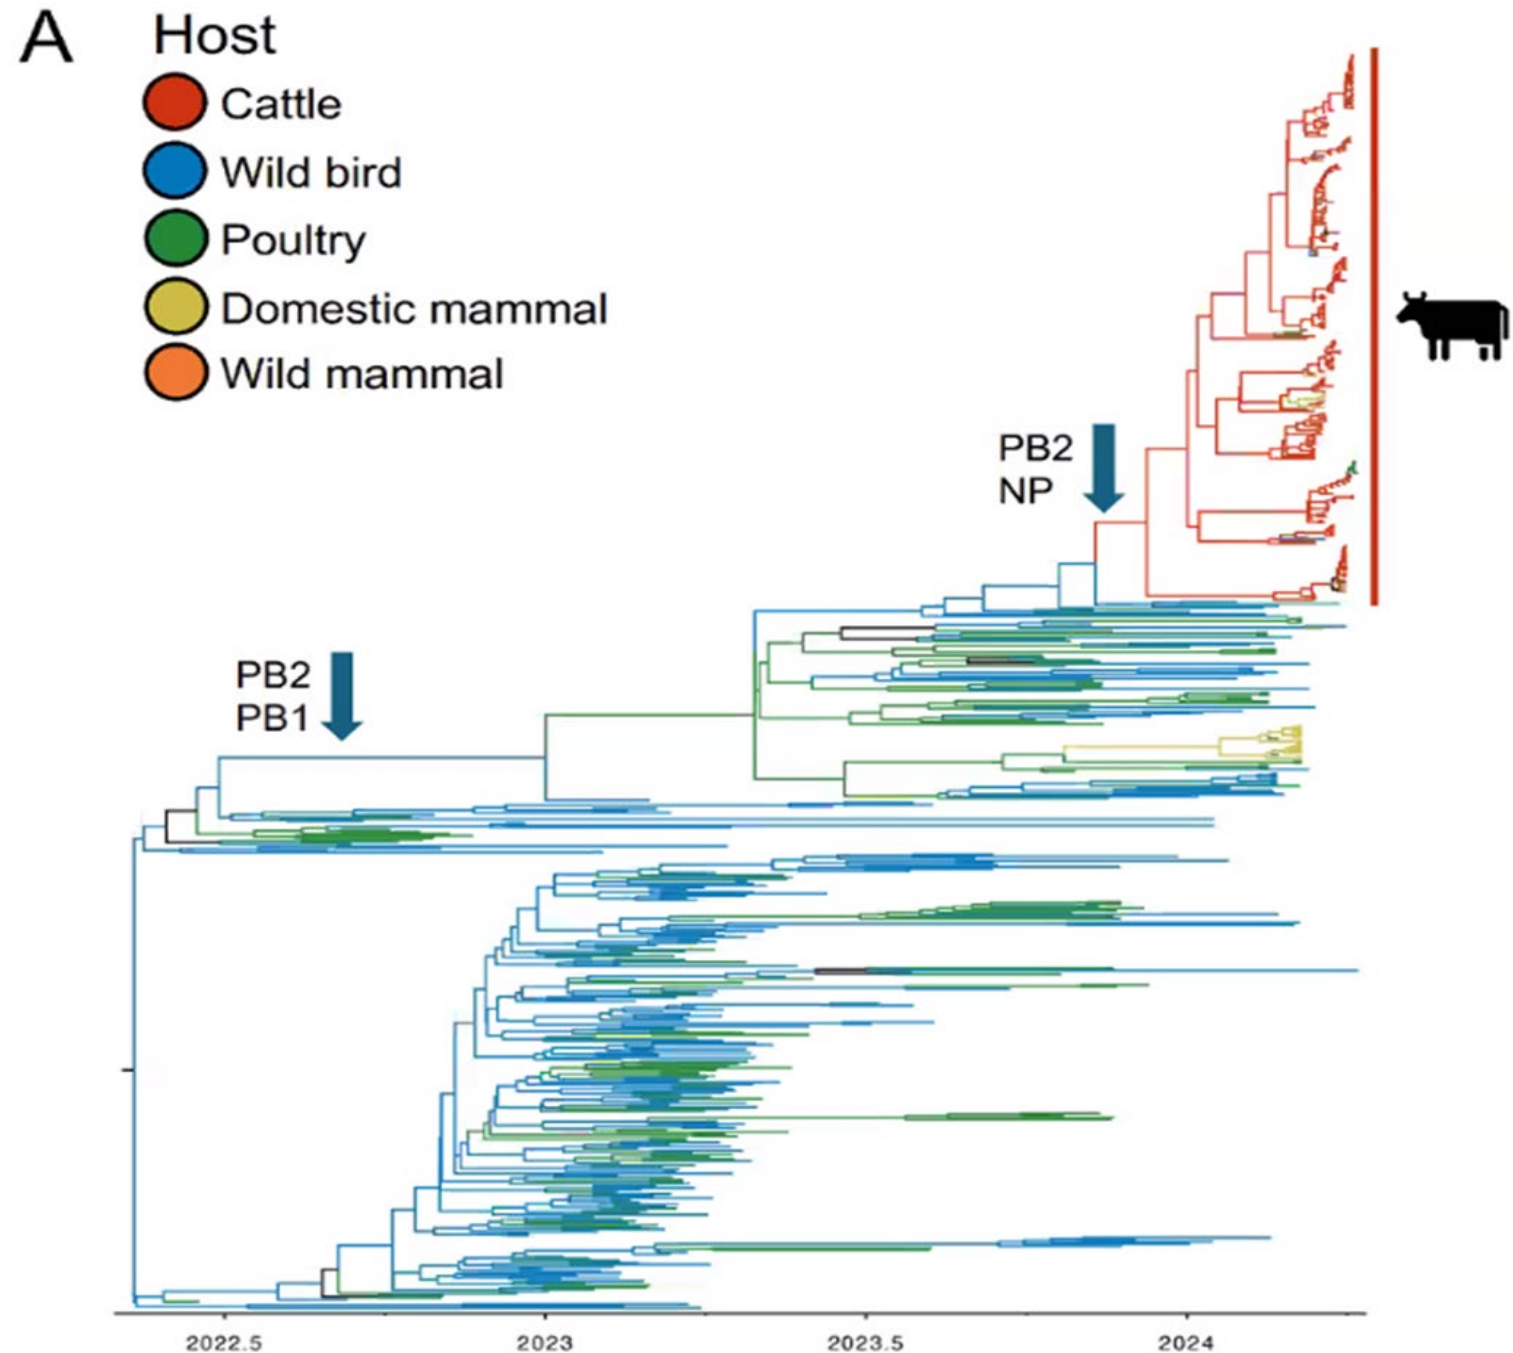 A
Host
Cattle
Wild bird
Poultry
Domestic mammal
Wild mammal
PB2
NP
PB2
PB1
2022.5
2023
2023.5
2024